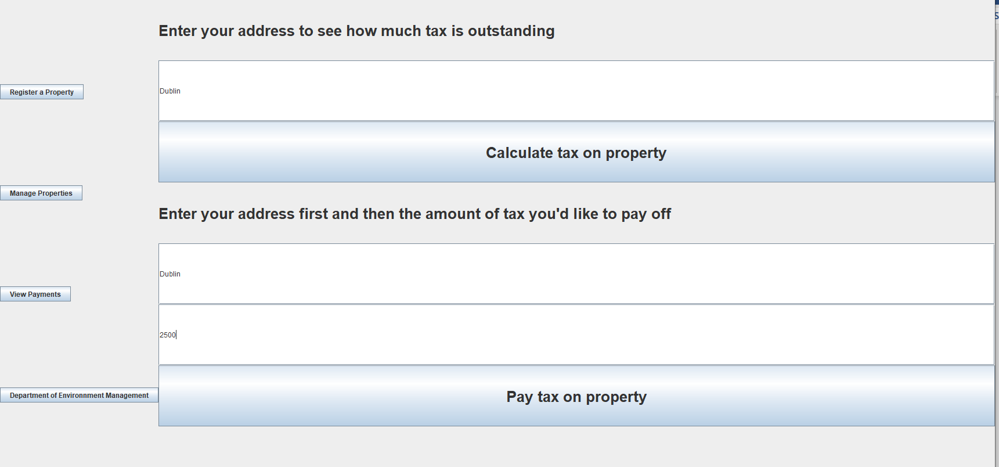 Enter your address to see how much tax is outstanding
Dublin
Register a Property
Calculate tax on property
Manage Properties
Enter your address first and then the amount of tax you'd like to pay off
Dublin
View Payments
2500
Department of Environnment Management
Pay tax on property